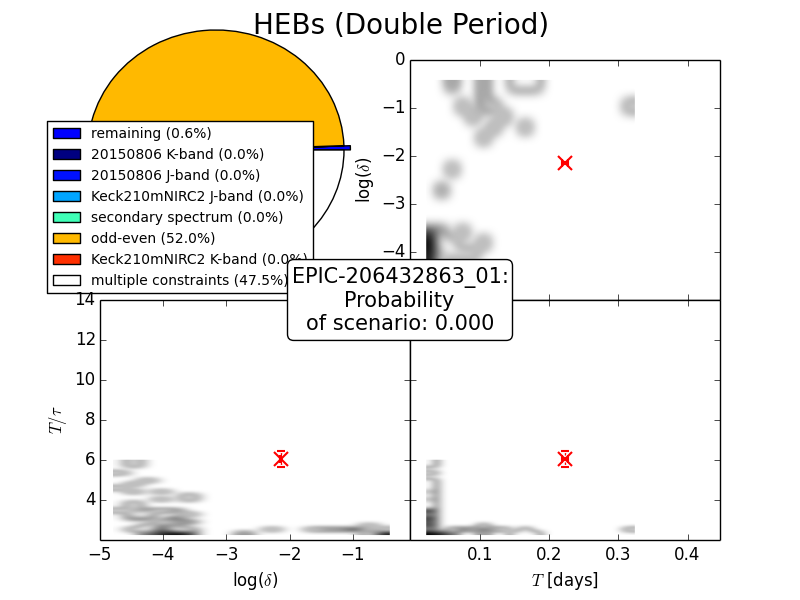 HEBs (Double Period)
remaining (0.6%)
20150806 K-band (0.0%)
20150806 J-band (0.0%)
Keck210mNIRC2 J-band (0.0%)
secondary spectrum (0.0%)
odd-even (52.0%)
Keck210mNIRC2 K-band (0.0%)
multiple constraints (47.5%)
0
−1
−2
−3
−4
log(δ)
EPIC-206432863_01:
Probability
of scenario: 0.000
14
12
10
8
6
4
T/τ
−5 −4 −3 −2 −1
log(δ)
0.1 0.2 0.3 0.4
T [days]